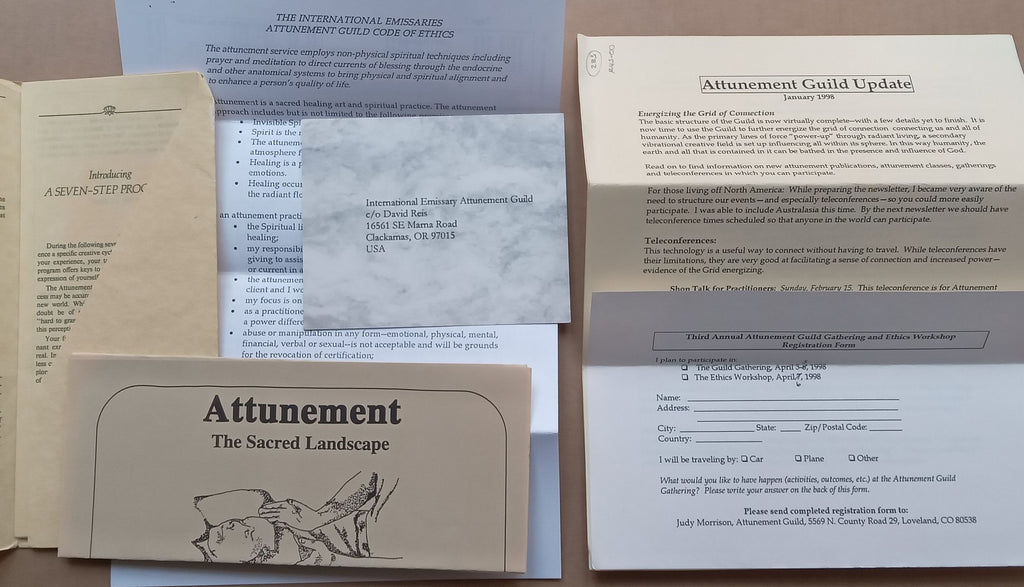 THE INTERNATIONAL EMISSARIES
ATTUNEMENT GUILD CODE OF ETHICS
The attunement service employs non-physical spiritual techniques including
prayer and meditation to direct currents of blessing through the endocrine
and other anatomical systems to bring physical and spiritual alignment and
to enhance a person's quality of life.
Attunement is a sacred healing art and spiritual practice. The attunement
approach includes but is not limited to the following
• Invisible Spi
• Spirit is the
• The attunem
atmosphere f
• Healing is a p
emotions.
• Healing occur
the radiant fl
an attunement practi
• the Spiritual li
healing;
• my responsibi
giving to assis
or current in a
• the attunemen
client and I wo
• my focus is on
• as a practitione
a power differe
• abuse or manipulation in any form—emotional, physical, mental,
financial, verbal or sexual—is not acceptable and will be grounds
for the revocation of certification;
Introducing
A SEVEN-STEP PROC
During the following seve
ence a specific creative cyc
your experience, your v
program offers keys to
expression of yourself
The Attunement
cess may be accur
new world. Wh
doubt be of
"hard to gras
this percepti
Your f
nant exr
real. In
less c
plor
of
International Emissary Attunement Guild
c/o David Reis
16561 SE Marna Road
Clackamas, OR 97015
USA
Attunement
The Sacred Landscape
285
Attunement Guild Update
January 1998
Energizing the Grid of Connection
The basic structure of the Guild is now virtually complete—with a few details yet to finish. It is
now time to use the Guild to further energize the grid of connection connecting us and all of
humanity. As the primary lines of force "power-up" through radiant living, a secondary
vibrational creative field is set up influencing all within its sphere. In this way humanity, the
earth and all that is contained in it can be bathed in the presence and influence of God.
Read on to find information on new attunement publications, attunement classes, gatherings
and teleconferences in which you can participate.
For those living off North America: While preparing the newsletter, I became very aware of the
need to structure our events—and especially teleconferences—so you could more easily
participate. I was able to include Australasia this time. By the next newsletter we should have
teleconference times scheduled so that anyone in the world can participate.
Teleconferences:
This technology is a useful way to connect without having to travel. While teleconferences have
their limitations, they are very good at facilitating a sense of connection and increased power—
evidence of the Grid energizing.
Shop Talk for Practitioners: Sunday, February 15. This teleconference is for Attunement
Third Annual Attunement Guild Gathering and Ethics Workshop
Registration Form
I plan to participate in:
❑ The Guild Gathering, April 3-5, 1998
❑ The Ethics Workshop, April 6, 1998
Name:
Address:
City: State: Zip/Postal Code:
Country:
I will be traveling by: ❑ Car ❑ Plane ❑ Other
What would you like to have happen (activities, outcomes, etc.) at the Attunement Guild
Gathering? Please write your answer on the back of this form.
Please send completed registration form to:
Judy Morrison, Attunement Guild, 5569 N. County Road 29, Loveland, CO 80538